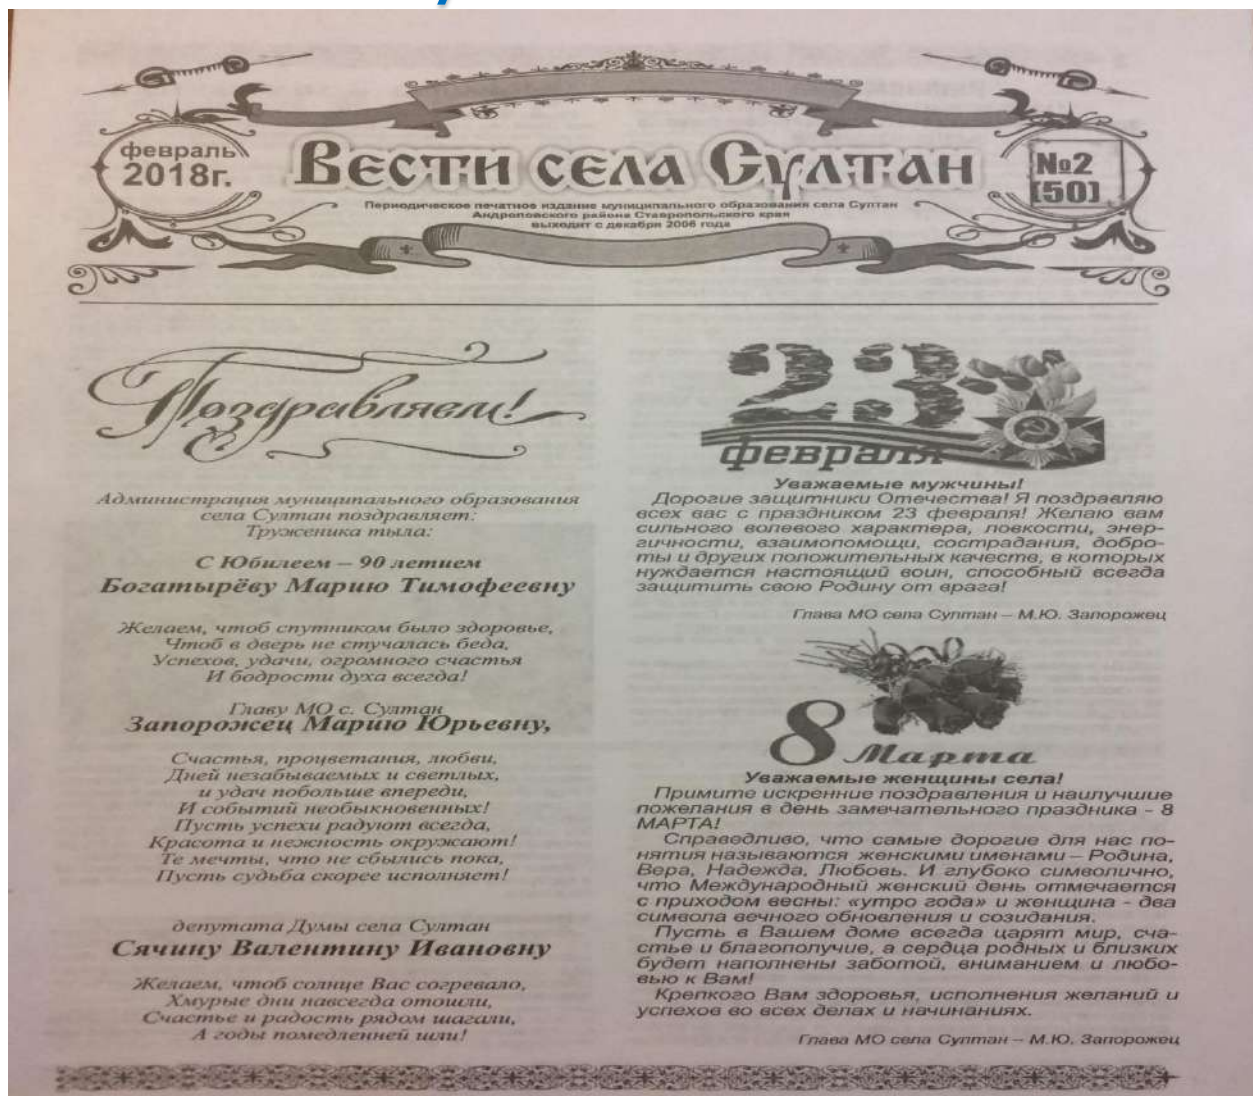 февраль
2018г.
Вести села Султан
№2
(50)
Периодическое печатное издание муниципального образования села Султан
Андроповского района Ставропольского края
выходит с декабря 2006 года
Поздравляем!
Администрация муниципального образования
села Султан поздравляет:
Труженика тыла:
С Юбилеем – 90 летием
Богатырёву Марию Тимофеевну
Желаем, чтоб спутником было здоровье,
Чтоб в дверь не стучалась беда,
Успехов, удачи, огромного счастья
И бодрости духа всегда!
Главу МО с. Султан
Запорожец Марию Юрьевну,
Счастья, процветания, любви,
Дней незабываемых и светлых,
и удач побольше впереди,
И событий необыкновенных!
Пусть успехи радуют всегда,
Красота и нежность окружают!
Те мечты, что не сбылись пока,
Пусть судьба скорее исполняет!
депутата Думы села Султан
Сячину Валентину Ивановну
Желаем, чтоб солнце Вас согревало,
Хмурые дни навсегда отошли,
Счастье и радость рядом шагали,
А годы помедленней шли!
23
февраля
Уважаемые мужчины!
Дорогие защитники Отечества! Я поздравляю
всех вас с праздником 23 февраля! Желаю вам
сильного волевого характера, ловкости, энер-
гичности, взаимопомощи, сострадания, добро-
ты и других положительных качеств, в которых
нуждается настоящий воин, способный всегда
защитить свою Родину от врага!
Глава МО села Султан – М.Ю. Запорожец
8 Марта
Уважаемые женщины села!
Примите искренние поздравления и наилучшие
пожелания в день замечательного праздника - 8
МАРТА!
Справедливо, что самые дорогие для нас по-
нятия называются женскими именами – Родина,
Вера, Надежда, Любовь. И глубоко символично,
что Международный женский день отмечается
с приходом весны: «утро года» и женщина - два
символа вечного обновления и созидания.
Пусть в Вашем доме всегда царят мир, сча-
стье и благополучие, а сердца родных и близких
будет наполнены заботой, вниманием и любо-
вью к Вам!
Крепкого Вам здоровья, исполнения желаний и
успехов во всех делах и начинаниях.
Глава МО села Султан – М.Ю. Запорожец